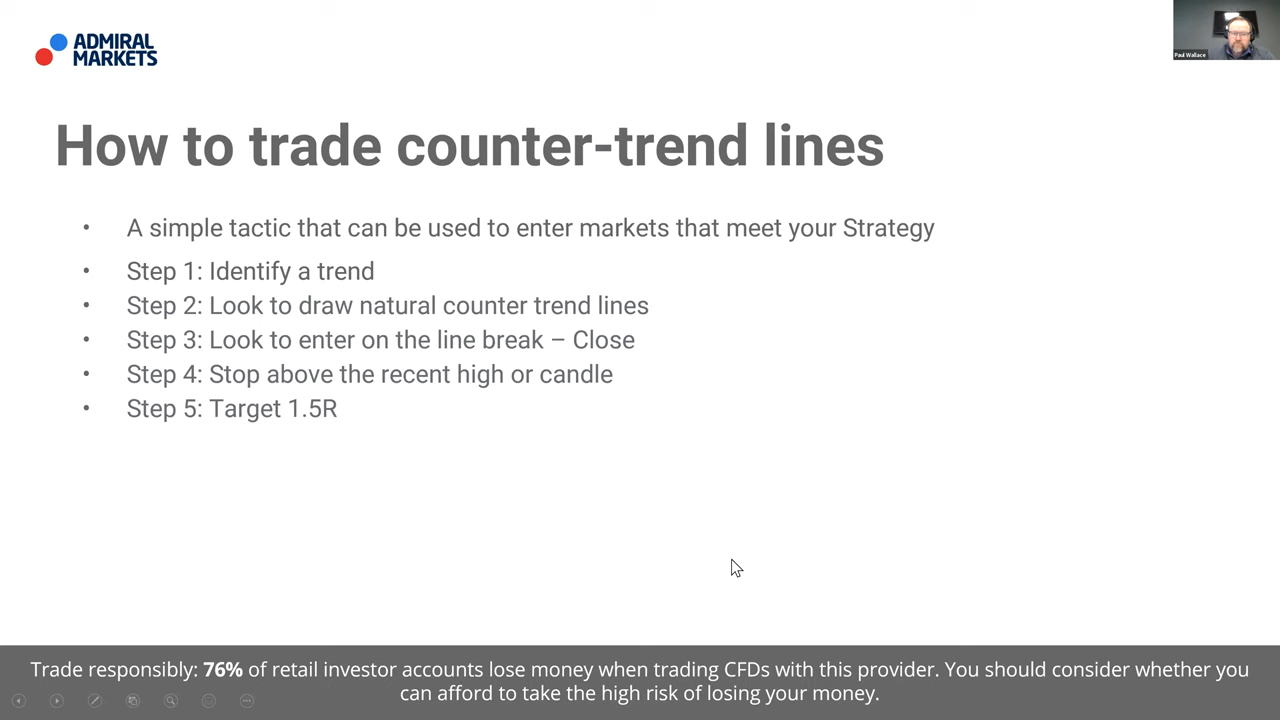 ADMIRAL
MARKETS
Paul Wallace
How to trade counter-trend lines
• A simple tactic that can be used to enter markets that meet your Strategy
• Step 1: Identify a trend
• Step 2: Look to draw natural counter trend lines
• Step 3: Look to enter on the line break – Close
• Step 4: Stop above the recent high or candle
• Step 5: Target 1.5R
Trade responsibly: 76% of retail investor accounts lose money when trading CFDs with this provider. You should consider whether you
can afford to take the high risk of losing your money.